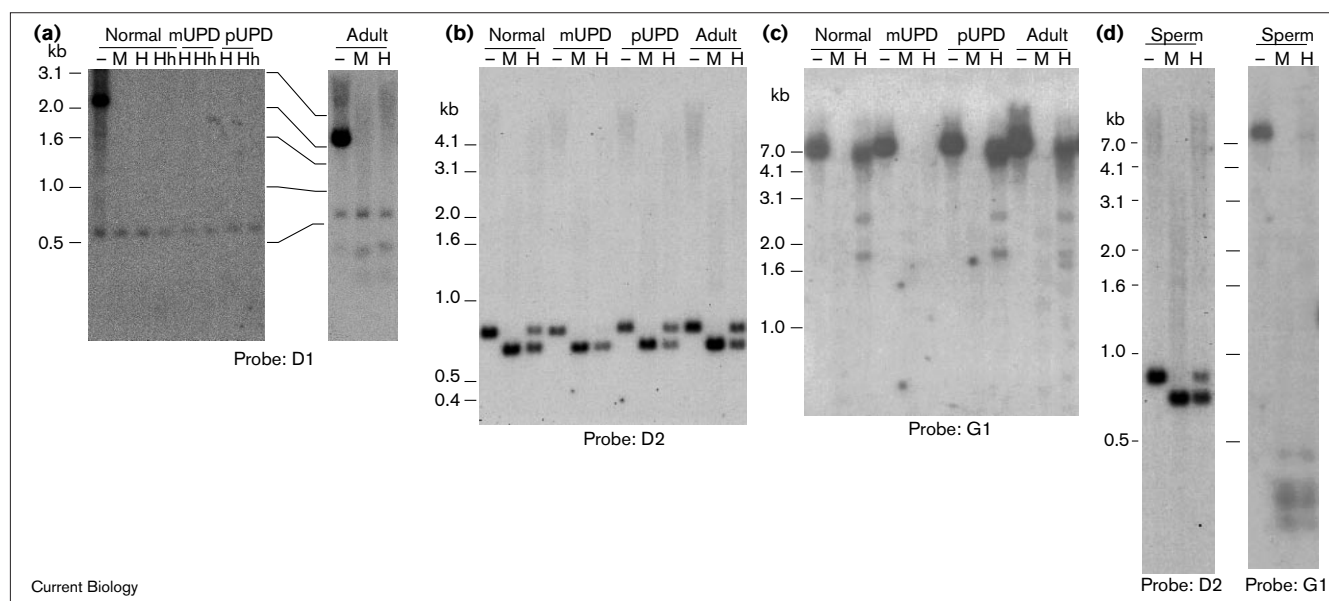 (a)
kb
Normal mUPD pUPD
– M H Hh H Hh H Hh
3.1
2.0
1.6
1.0
0.5
Adult
– M H
Probe: D1
(b)
Normal mUPD pUPD Adult
– M H – M H – M H – M H
kb
4.1
3.1
2.0
1.6
1.0
0.5
0.4
Probe: D2
(c)
Normal mUPD pUPD Adult
– M H – M H – M H – M H
kb
7.0
4.1
3.1
2.0
1.6
1.0
Probe: G1
(d)
Sperm
– M H
kb
7.0
4.1
3.1
2.0
1.6
1.0
0.5
Probe: D2
Sperm
– M H
Probe: G1
Current Biology